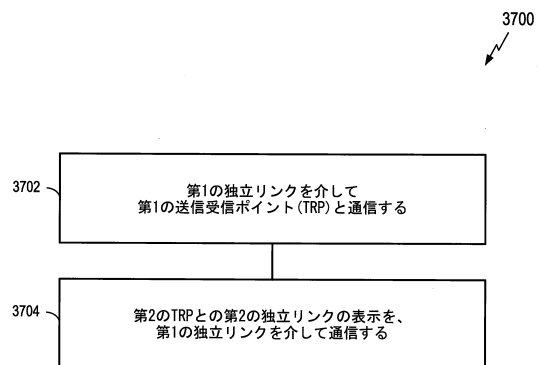 3700
3702
第1の独立リンクを介して
第1の送信受信ポイント(TRP)と通信する
3704
第2のTRPとの第2の独立リンクの表示を、
第1の独立リンクを介して通信する